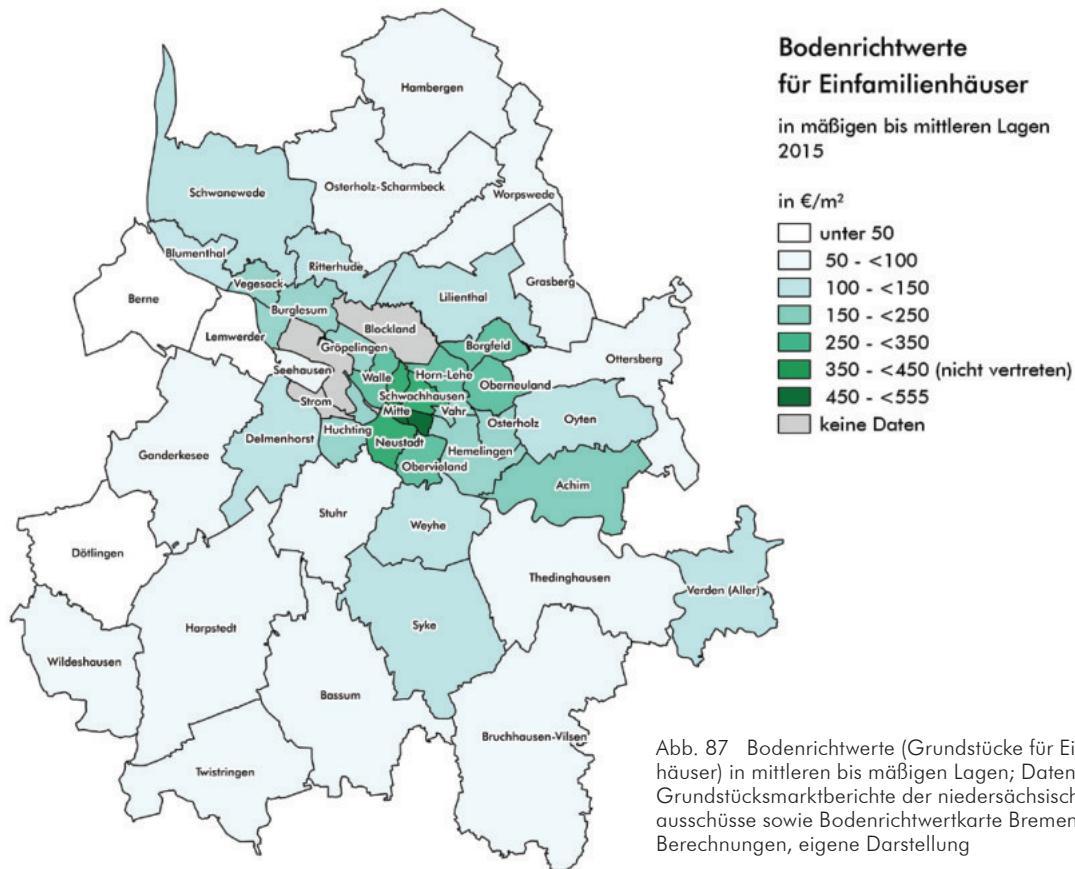 Bodenrichtwerte
für Einfamilienhäuser
in mäßigen bis mittleren Lagen
2015
in €/m²
unter 50
50 - <100
100 - <150
150 - <250
250 - <350
350 - <450 (nicht vertreten)
450 - <555
keine Daten
Hambergen
Schwanewede
Osterholz-Scharmbeck
Worpswede
Blumenthal
Ritterhude
Vegesack
Grasberg
Berne
Lilienthal
Burglesum
Lemwerder
Blockland
Gröpelingen
Borgfeld
Ottersberg
Seehausen
Walle
Horn-Lehe
Oberneuland
Strom
Schwachhausen
Mitte
Vahr
Osterholz
Oyten
Huchting
Delmenhorst
Neustadt
Hemelingen
Ganderkesee
Obervieland
Achim
Stuhr
Weyhe
Dötlingen
Thedinghausen
Verden (Aller)
Harpstedt
Syke
Wildeshausen
Bassum
Bruchhausen-Vilsen
Twistringen
Abb. 87 Bodenrichtwerte (Grundstücke für Ei
häuser) in mittleren bis mäßigen Lagen; Daten
Grundstücksmarktberichte der niedersächsisch
ausschüsse sowie Bodenrichtwertkarte Bremen
Berechnungen, eigene Darstellung